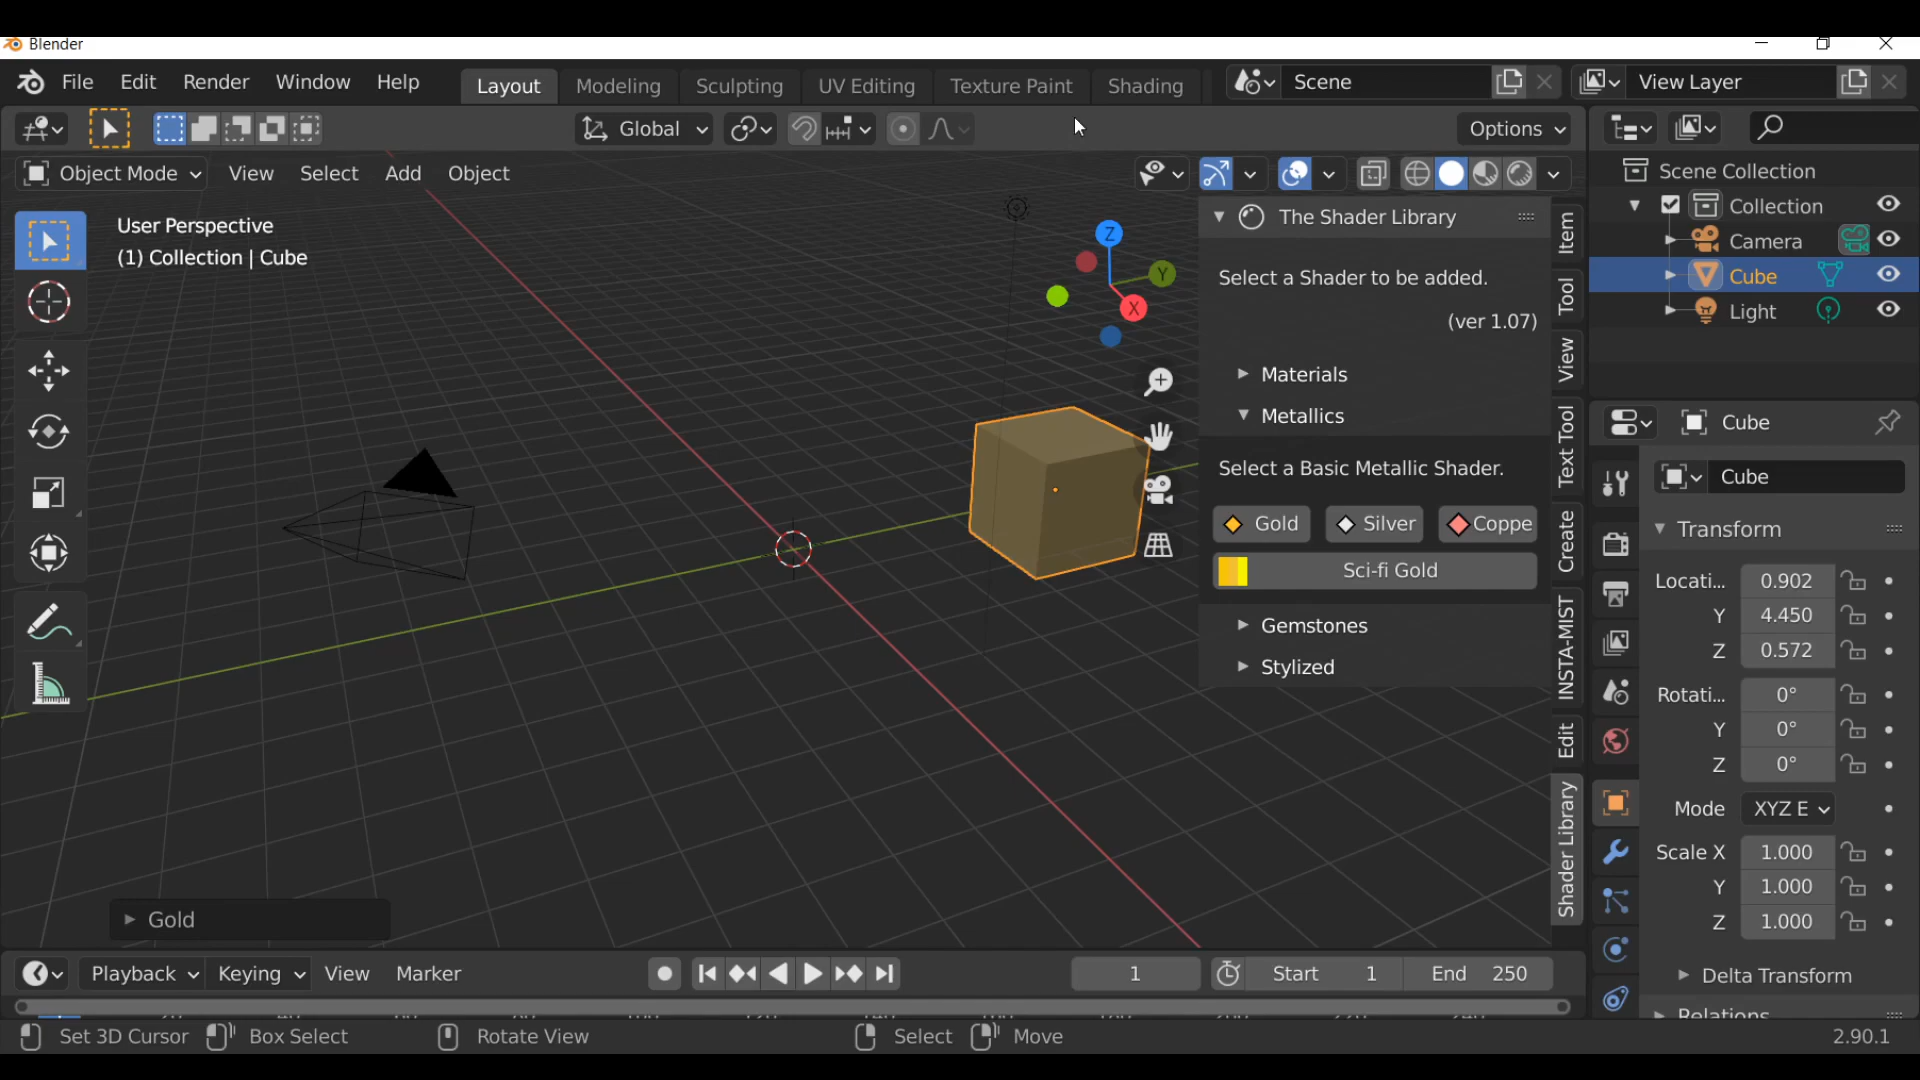 Blender
File Edit Render Window Help Layout Modeling Sculpting UV Editing Texture Paint Shading Scene View Layer
Global Options
Object Mode View Select Add Object
User Perspective
(1) Collection | Cube
Z
Y
X
The Shader Library
Select a Shader to be added.
(ver 1.07)
Materials
Metallics
Select a Basic Metallic Shader.
Gold Silver Coppe
Sci-fi Gold
Gemstones
Stylized
Item
Tool
View
Text Tool
Create
INSTA-MIST
Edit
Shader Library
Scene Collection
Collection
Camera
Cube
Light
Cube
Cube
Transform
Locati... 0.902
Y 4.450
Z 0.572
Rotati... 0°
Y 0°
Z 0°
Mode XYZ E
Scale X 1.000
Y 1.000
Z 1.000
Delta Transform
Relations
Gold
Playback Keying View Marker 1 Start 1 End 250
Set 3D Cursor Box Select Rotate View Select Move 2.90.1